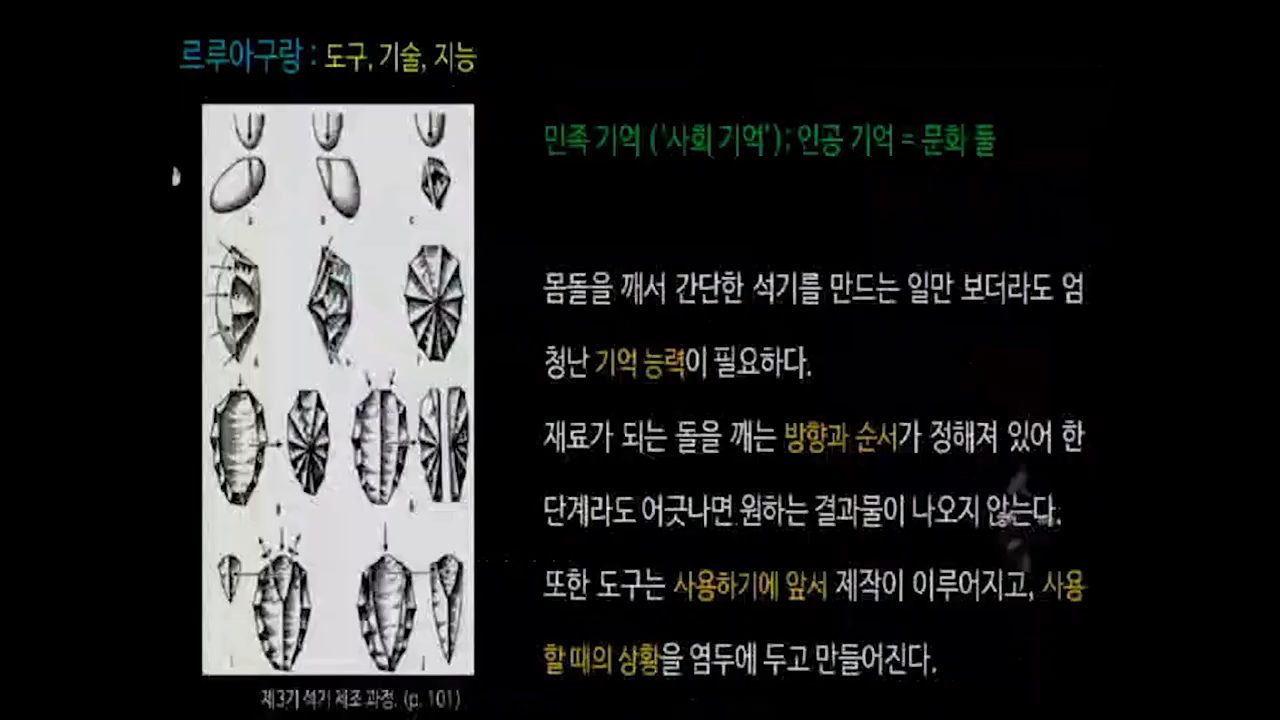 르루아구랑 : 도구, 기술, 지능
민족 기억 ('사회 기억'); 인공 기억 = 문화 툴
몸돌을 깨서 간단한 석기를 만드는 일만 보더라도 엄
청난 기억 능력이 필요하다.
재료가 되는 돌을 깨는 방향과 순서가 정해져 있어 한
단계라도 어긋나면 원하는 결과물이 나오지 않는다.
또한 도구는 사용하기에 앞서 제작이 이루어지고, 사용
할 때의 상황을 염두에 두고 만들어진다.
A B C
제3기 석기 제조 과정. (p. 101)